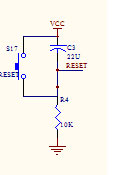 VCC
S17
C3
22U
RESET
RESET
R4
10K